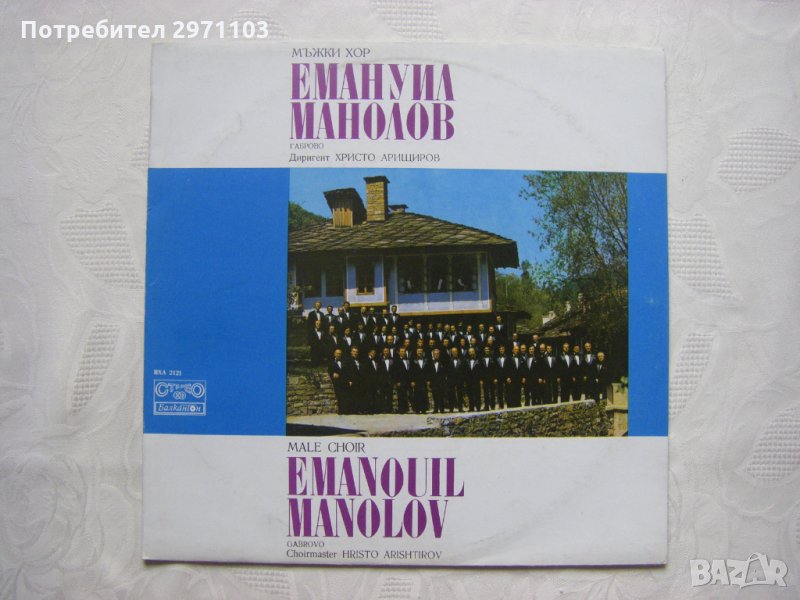 Потребител 2971103
МЪЖКИ ХОР
ЕМАНУИЛ
МАНОЛОВ
ГАБРОВО
Диригент ХРИСТО АРИЩИРОВ
ВХА 2121
СТЕРЕО
Балкантон
MALE CHOIR
EMANOUIL
MANOLOV
GABROVO
Choirmaster HRISTO ARISHTIROV
BAZAR